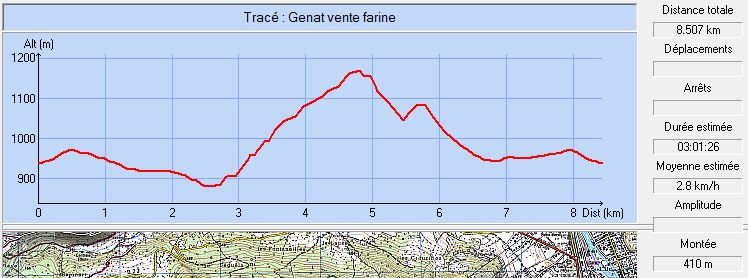 Tracé : Genat vente farine
Alt (m)
1200
1100
1000
900
0 1 2 3 4 5 6 7 8 Dist (km)
Distance totale
8.507 km
Déplacements
Arrêts
Durée estimée
03:01:26
Moyenne estimée
2.8 km/h
Amplitude
Montée
410 m